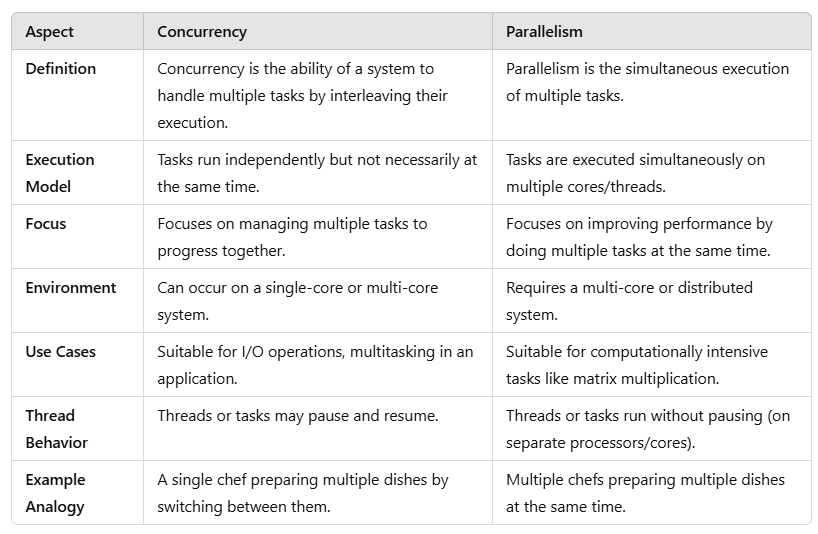 Aspect Concurrency Parallelism
Definition Concurrency is the ability of a system to Parallelism is the simultaneous execution
handle multiple tasks by interleaving their of multiple tasks.
execution.
Execution Tasks run independently but not necessarily at Tasks are executed simultaneously on
Model the same time. multiple cores/threads.
Focus Focuses on managing multiple tasks to Focuses on improving performance by
progress together. doing multiple tasks at the same time.
Environment Can occur on a single-core or multi-core Requires a multi-core or distributed
system. system.
Use Cases Suitable for I/O operations, multitasking in an Suitable for computationally intensive
application. tasks like matrix multiplication.
Thread Threads or tasks may pause and resume. Threads or tasks run without pausing (on
Behavior separate processors/cores).
Example A single chef preparing multiple dishes by Multiple chefs preparing multiple dishes
Analogy switching between them. at the same time.